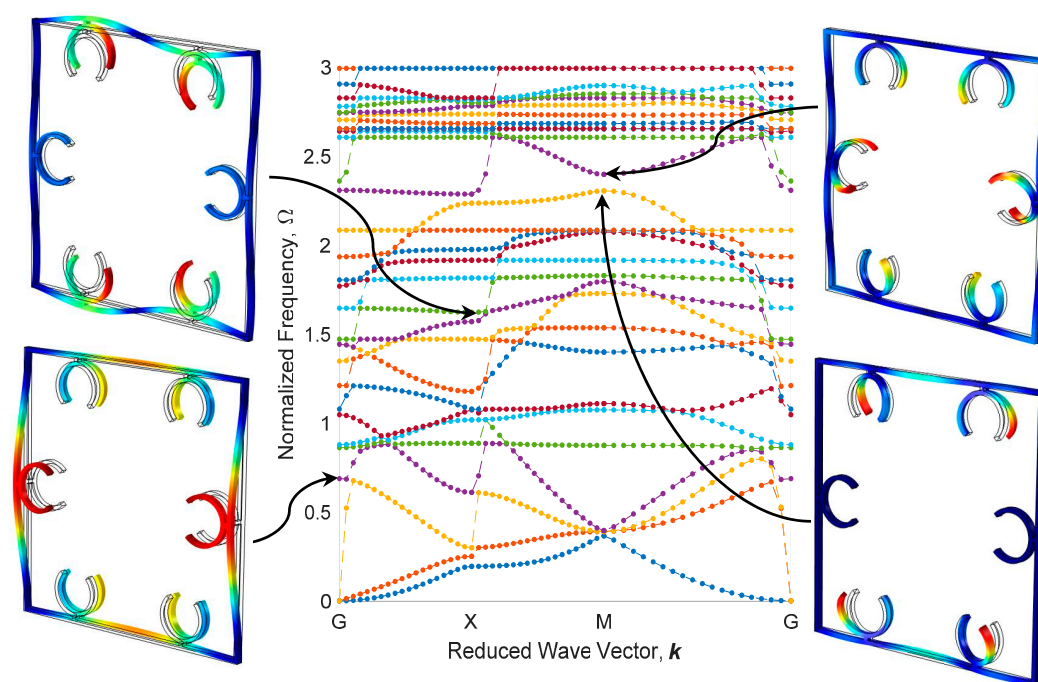 Normalized Frequency, Ω
3
2.5
2
1.5
1
0.5
0
G
X
M
G
Reduced Wave Vector, k